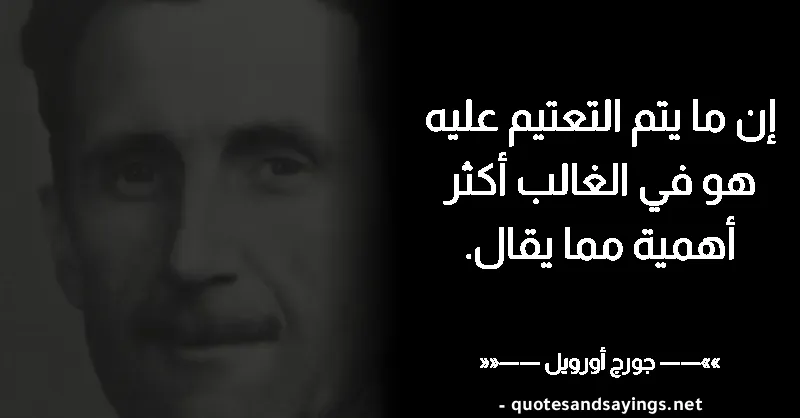 إن ما يتم التعتيم عليه
هو في الغالب أكثر
أهمية مما يقال.
»»—— جورج أورويل ——««
- quotesandsayings.net